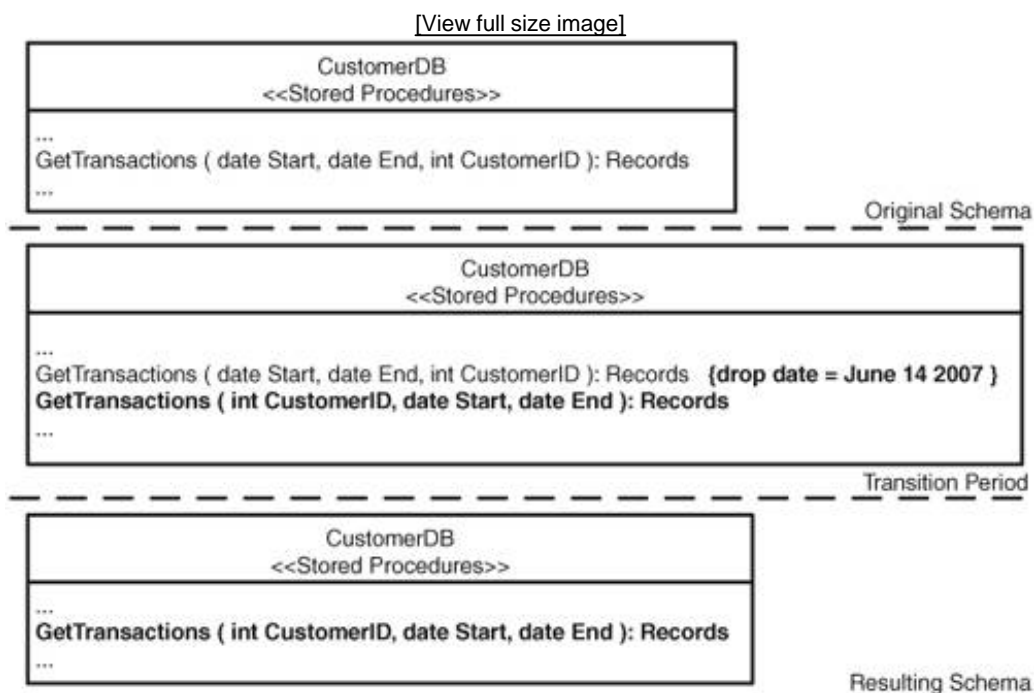 [View full size image]
CustomerDB
<<Stored Procedures>>
...
GetTransactions ( date Start, date End, int CustomerID ): Records
...
Original Schema
CustomerDB
<<Stored Procedures>>
...
GetTransactions ( date Start, date End, int CustomerID ): Records {drop date = June 14 2007 }
GetTransactions ( int CustomerID, date Start, date End ): Records
...
Transition Period
CustomerDB
<<Stored Procedures>>
...
GetTransactions ( int CustomerID, date Start, date End ): Records
...
Resulting Schema